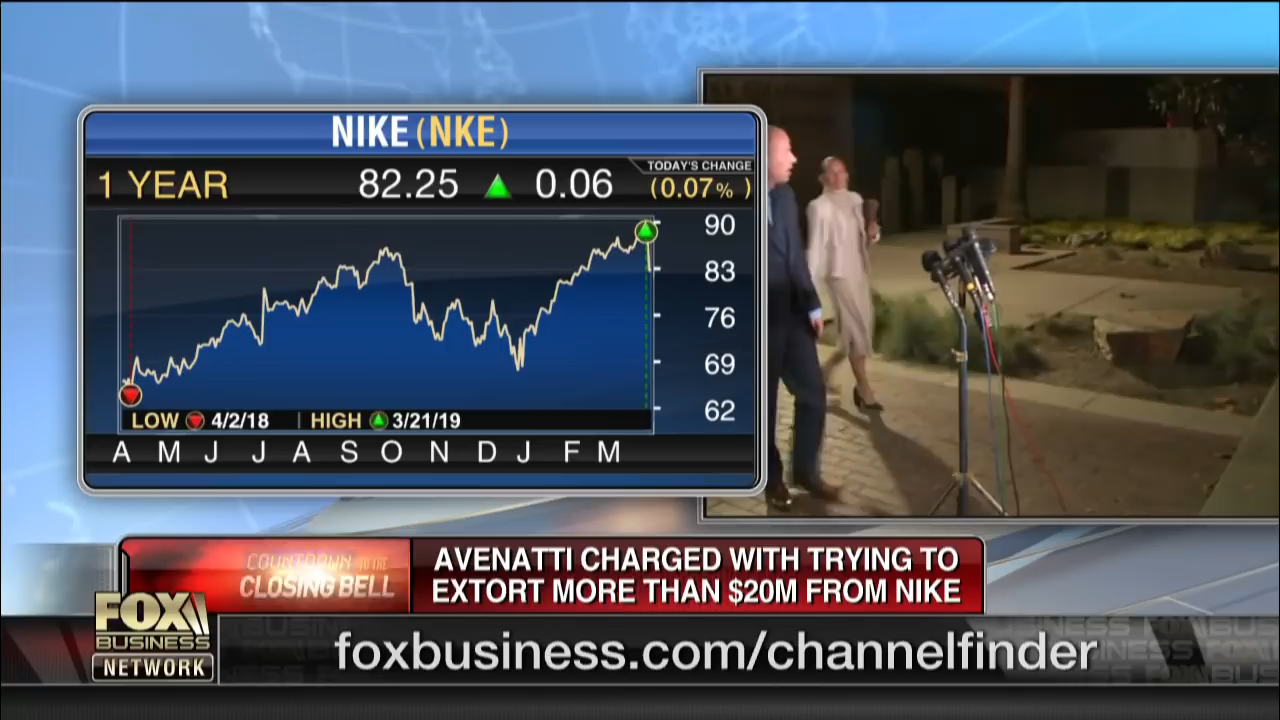 NIKE (NKE)
1 YEAR 82.25 0.06 TODAY'S CHANGE (0.07%)
90
83
76
69
62
LOW 4/2/18 | HIGH 3/21/19
A M J J A S O N D J F M
COUNTDOWN TO THE
CLOSING BELL
AVENATTI CHARGED WITH TRYING TO
EXTORT MORE THAN $20M FROM NIKE
FOX
BUSINESS
NETWORK
foxbusiness.com/channelfinder